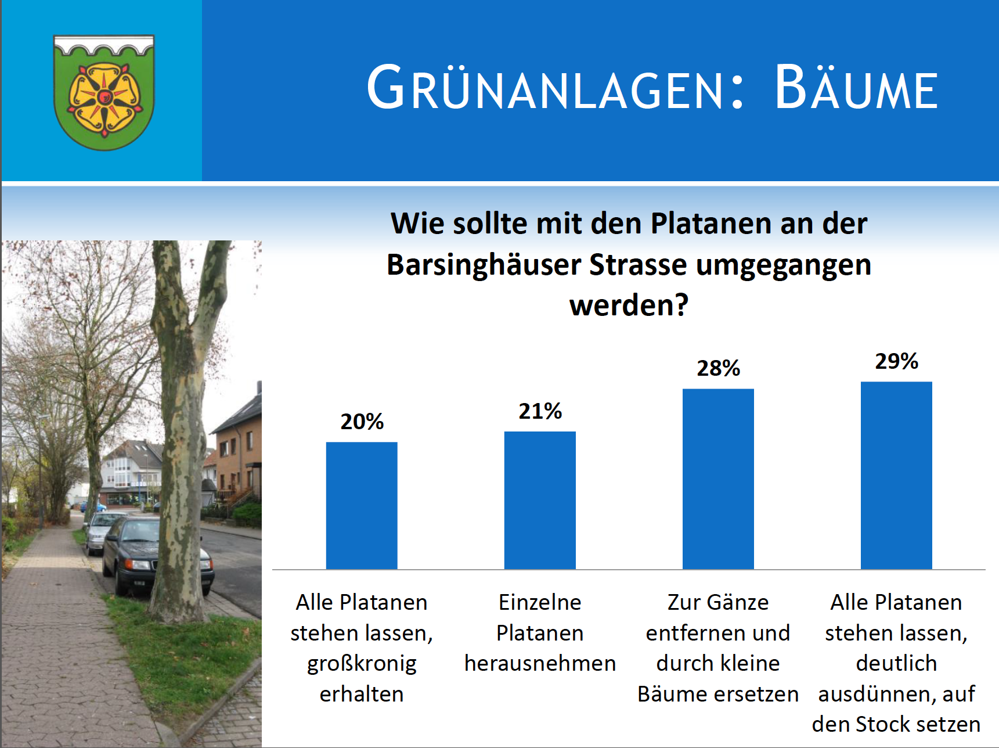 GRÜNANLAGEN: BÄUME
Wie sollte mit den Platanen an der
Barsinghäuser Strasse umgegangen
werden?
20%
21%
28%
29%
Alle Platanen
stehen lassen,
großkronig
erhalten
Einzelne
Platanen
herausnehmen
Zur Gänze
entfernen und
durch kleine
Bäume ersetzen
Alle Platanen
stehen lassen,
deutlich
ausdünnen, auf
den Stock setzen